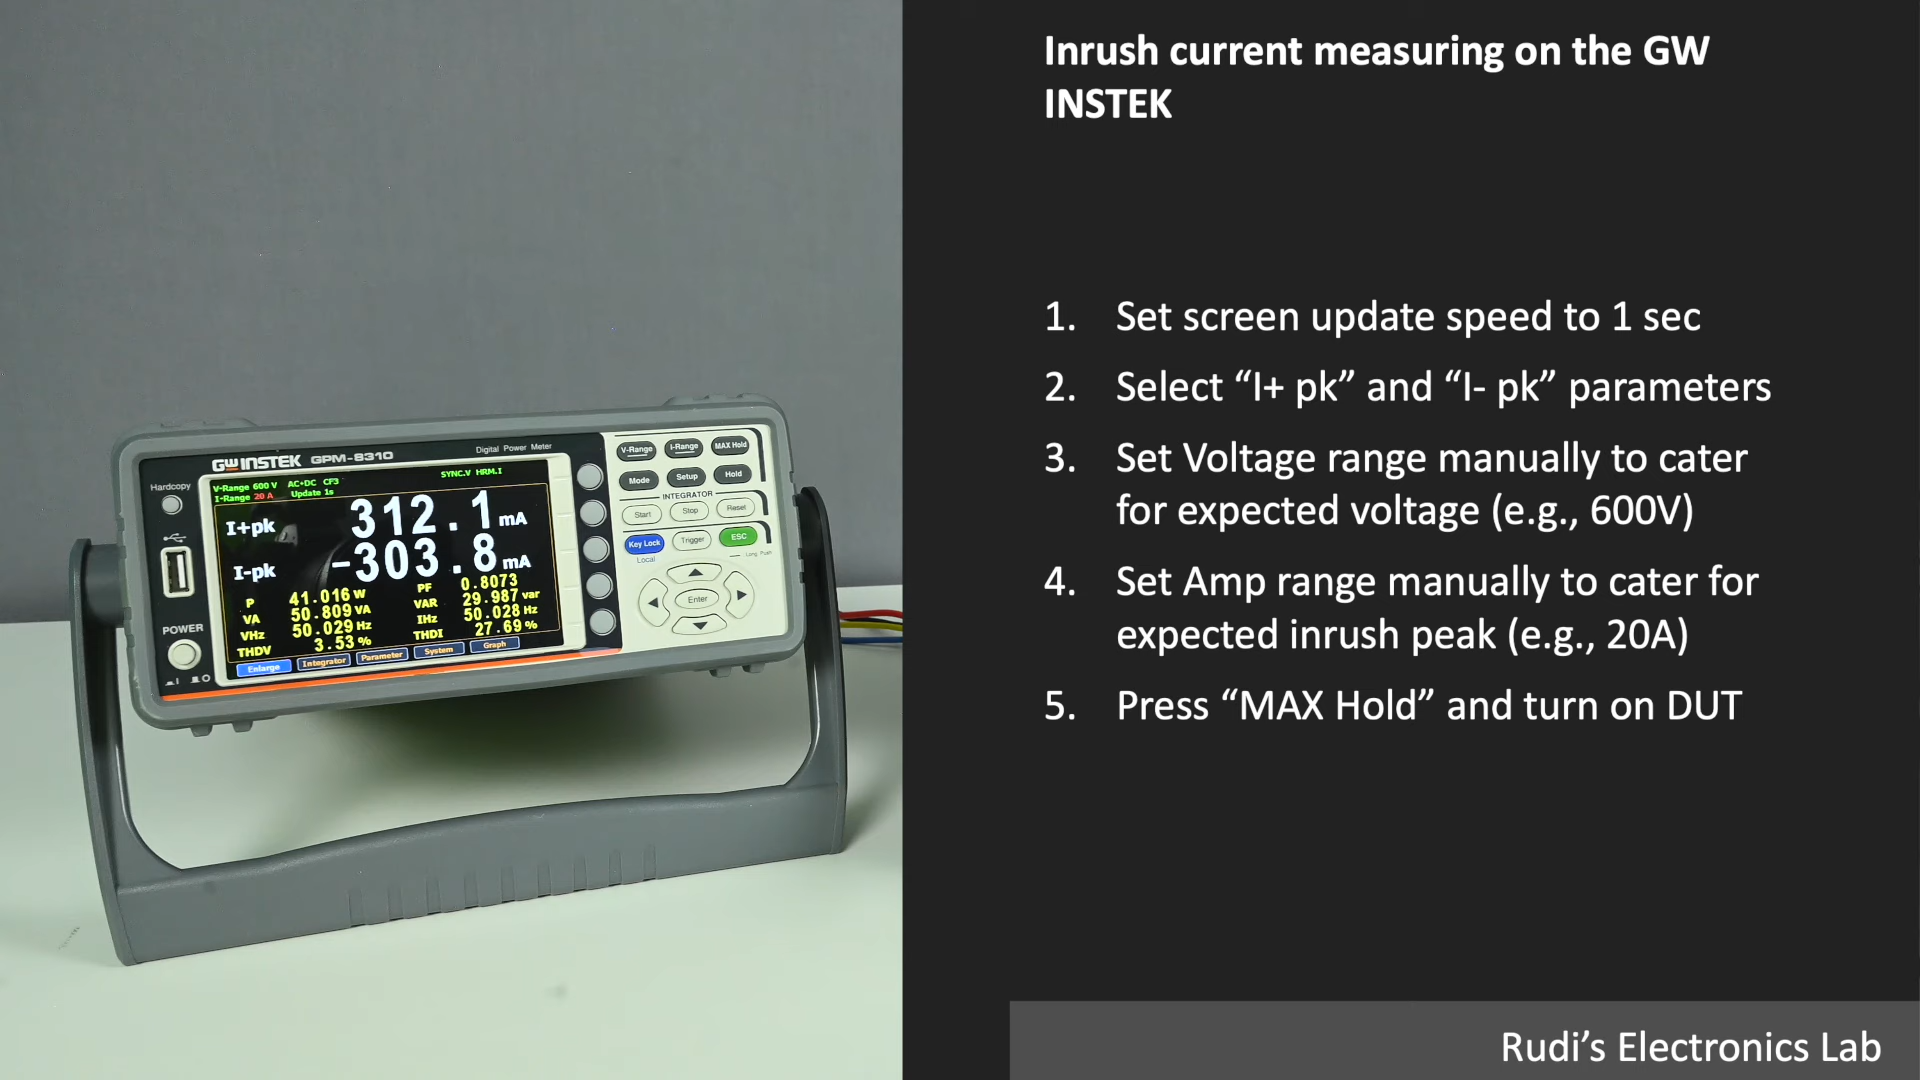 Inrush current measuring on the GW
INSTEK
1. Set screen update speed to 1 sec
2. Select “I+ pk” and “I- pk” parameters
3. Set Voltage range manually to cater
for expected voltage (e.g., 600V)
4. Set Amp range manually to cater for
expected inrush peak (e.g., 20A)
5. Press “MAX Hold” and turn on DUT
Rudi’s Electronics Lab
GW INSTEK GPM-8310
Digital Power Meter
Hardcopy
POWER
V-Range 600 V AC+DC CF3 SYNC.V HRM.I
I-Range 20 A Update 1s
I+pk 312.1 mA
I-pk -303.8 mA
P 41.016 W PF 0.8073
VA 50.809 VA VAR 29.987 var
VHz 50.029 Hz IHz 50.028 Hz
THDV 3.53 % THDI 27.69 %
Enlarge Integrator Parameter System Graph
V-Range I-Range MAX Hold
Mode Setup Hold
INTEGRATOR
Start Stop Reset
Key Lock Trigger ESC
Local
Long Push
Enter